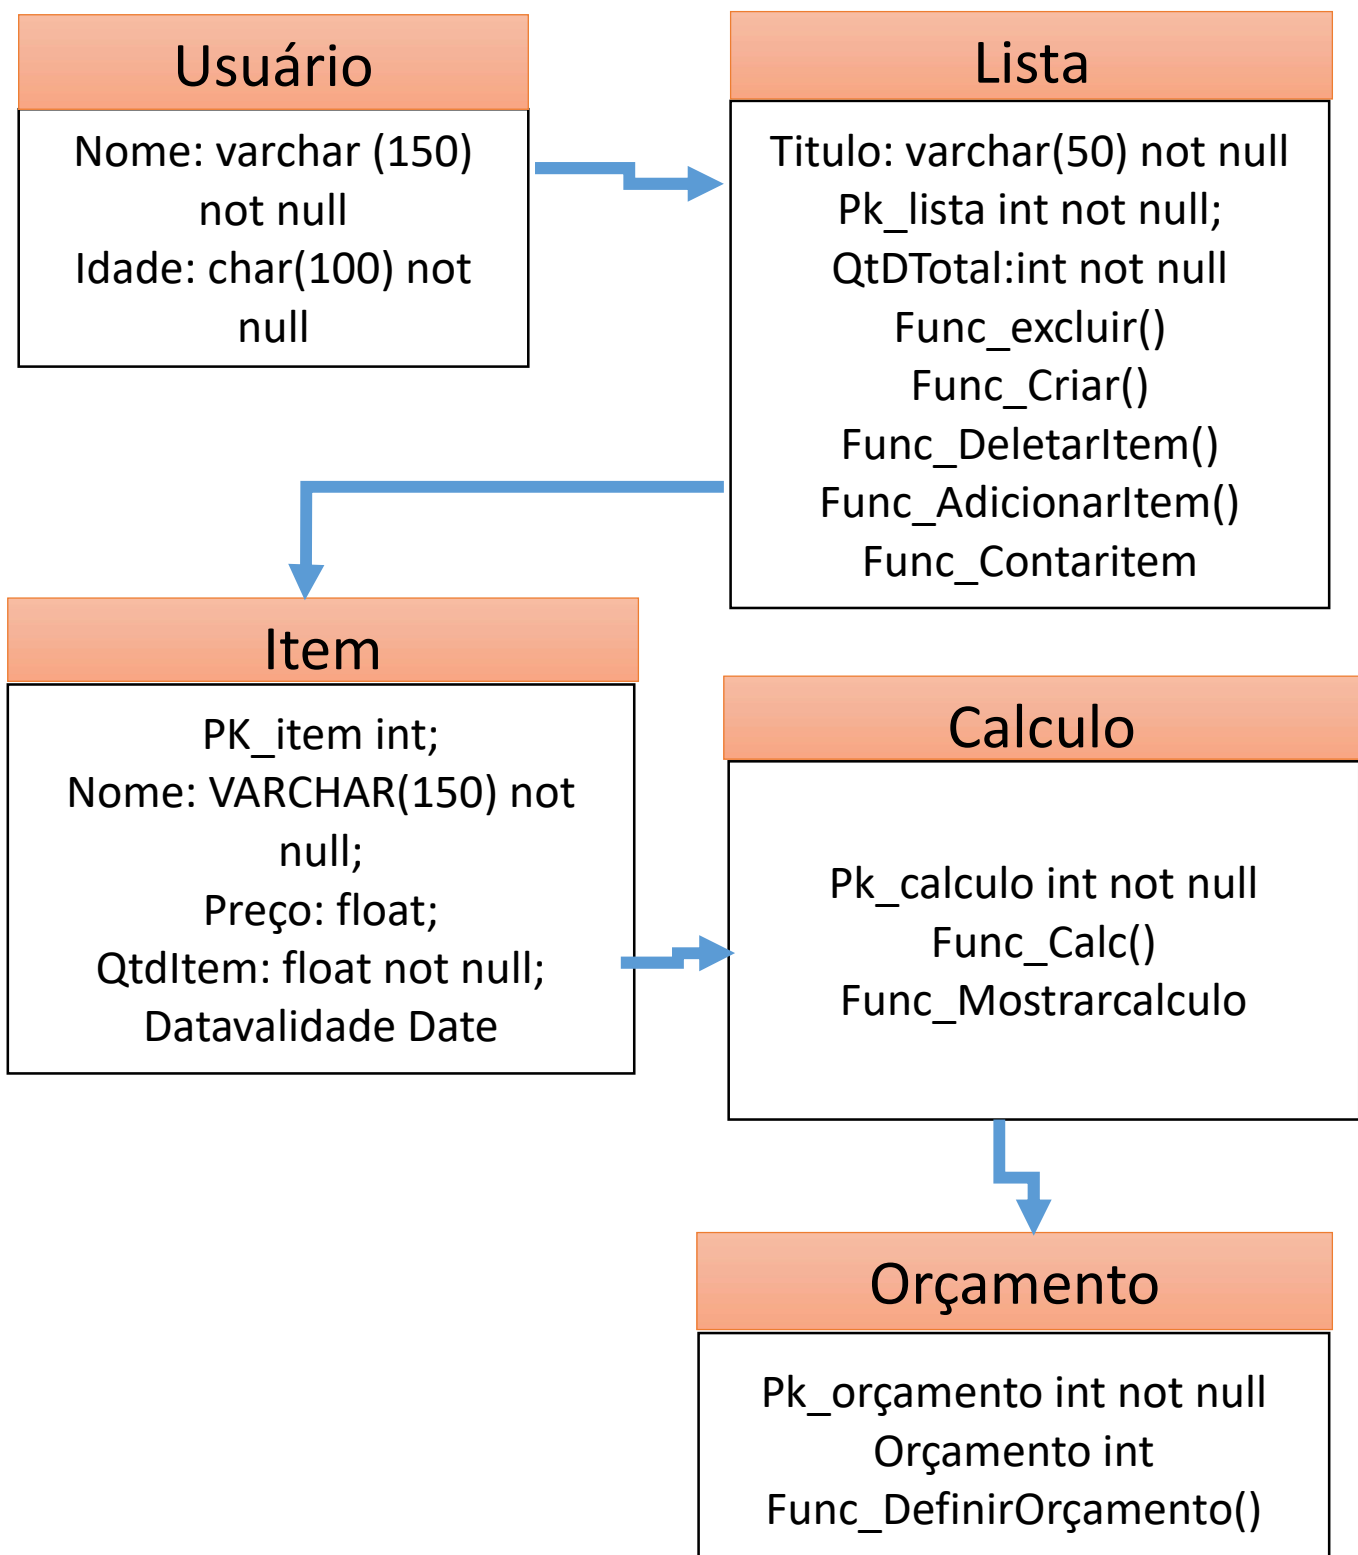 Usuário
Nome: varchar (150)
not null
Idade: char(100) not
null
Lista
Titulo: varchar(50) not null
Pk_lista int not null;
QtDTotal:int not null
Func_excluir()
Func_Criar()
Func_DeletarItem()
Func_AdicionarItem()
Func_Contaritem
Item
PK_item int;
Nome: VARCHAR(150) not
null;
Preço: float;
QtdItem: float not null;
Datavalidade Date
Calculo
Pk_calculo int not null
Func_Calc()
Func_Mostrarcalculo
Orçamento
Pk_orçamento int not null
Orçamento int
Func_DefinirOrçamento()